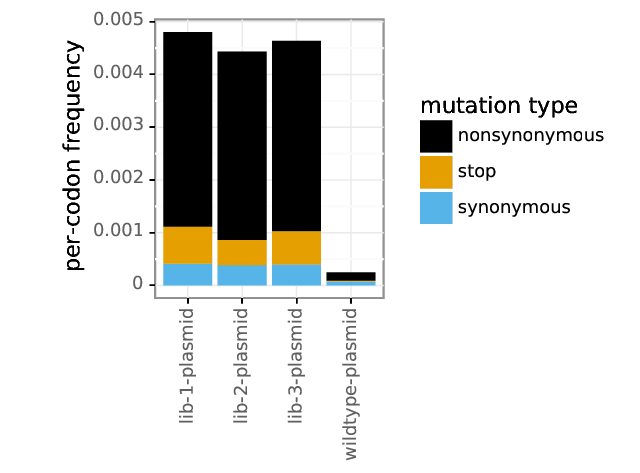 per-codon frequency
0.005
0.004
0.003
0.002
0.001
0
lib-1-plasmid
lib-2-plasmid
lib-3-plasmid
wildtype-plasmid
mutation type
nonsynonymous
stop
synonymous